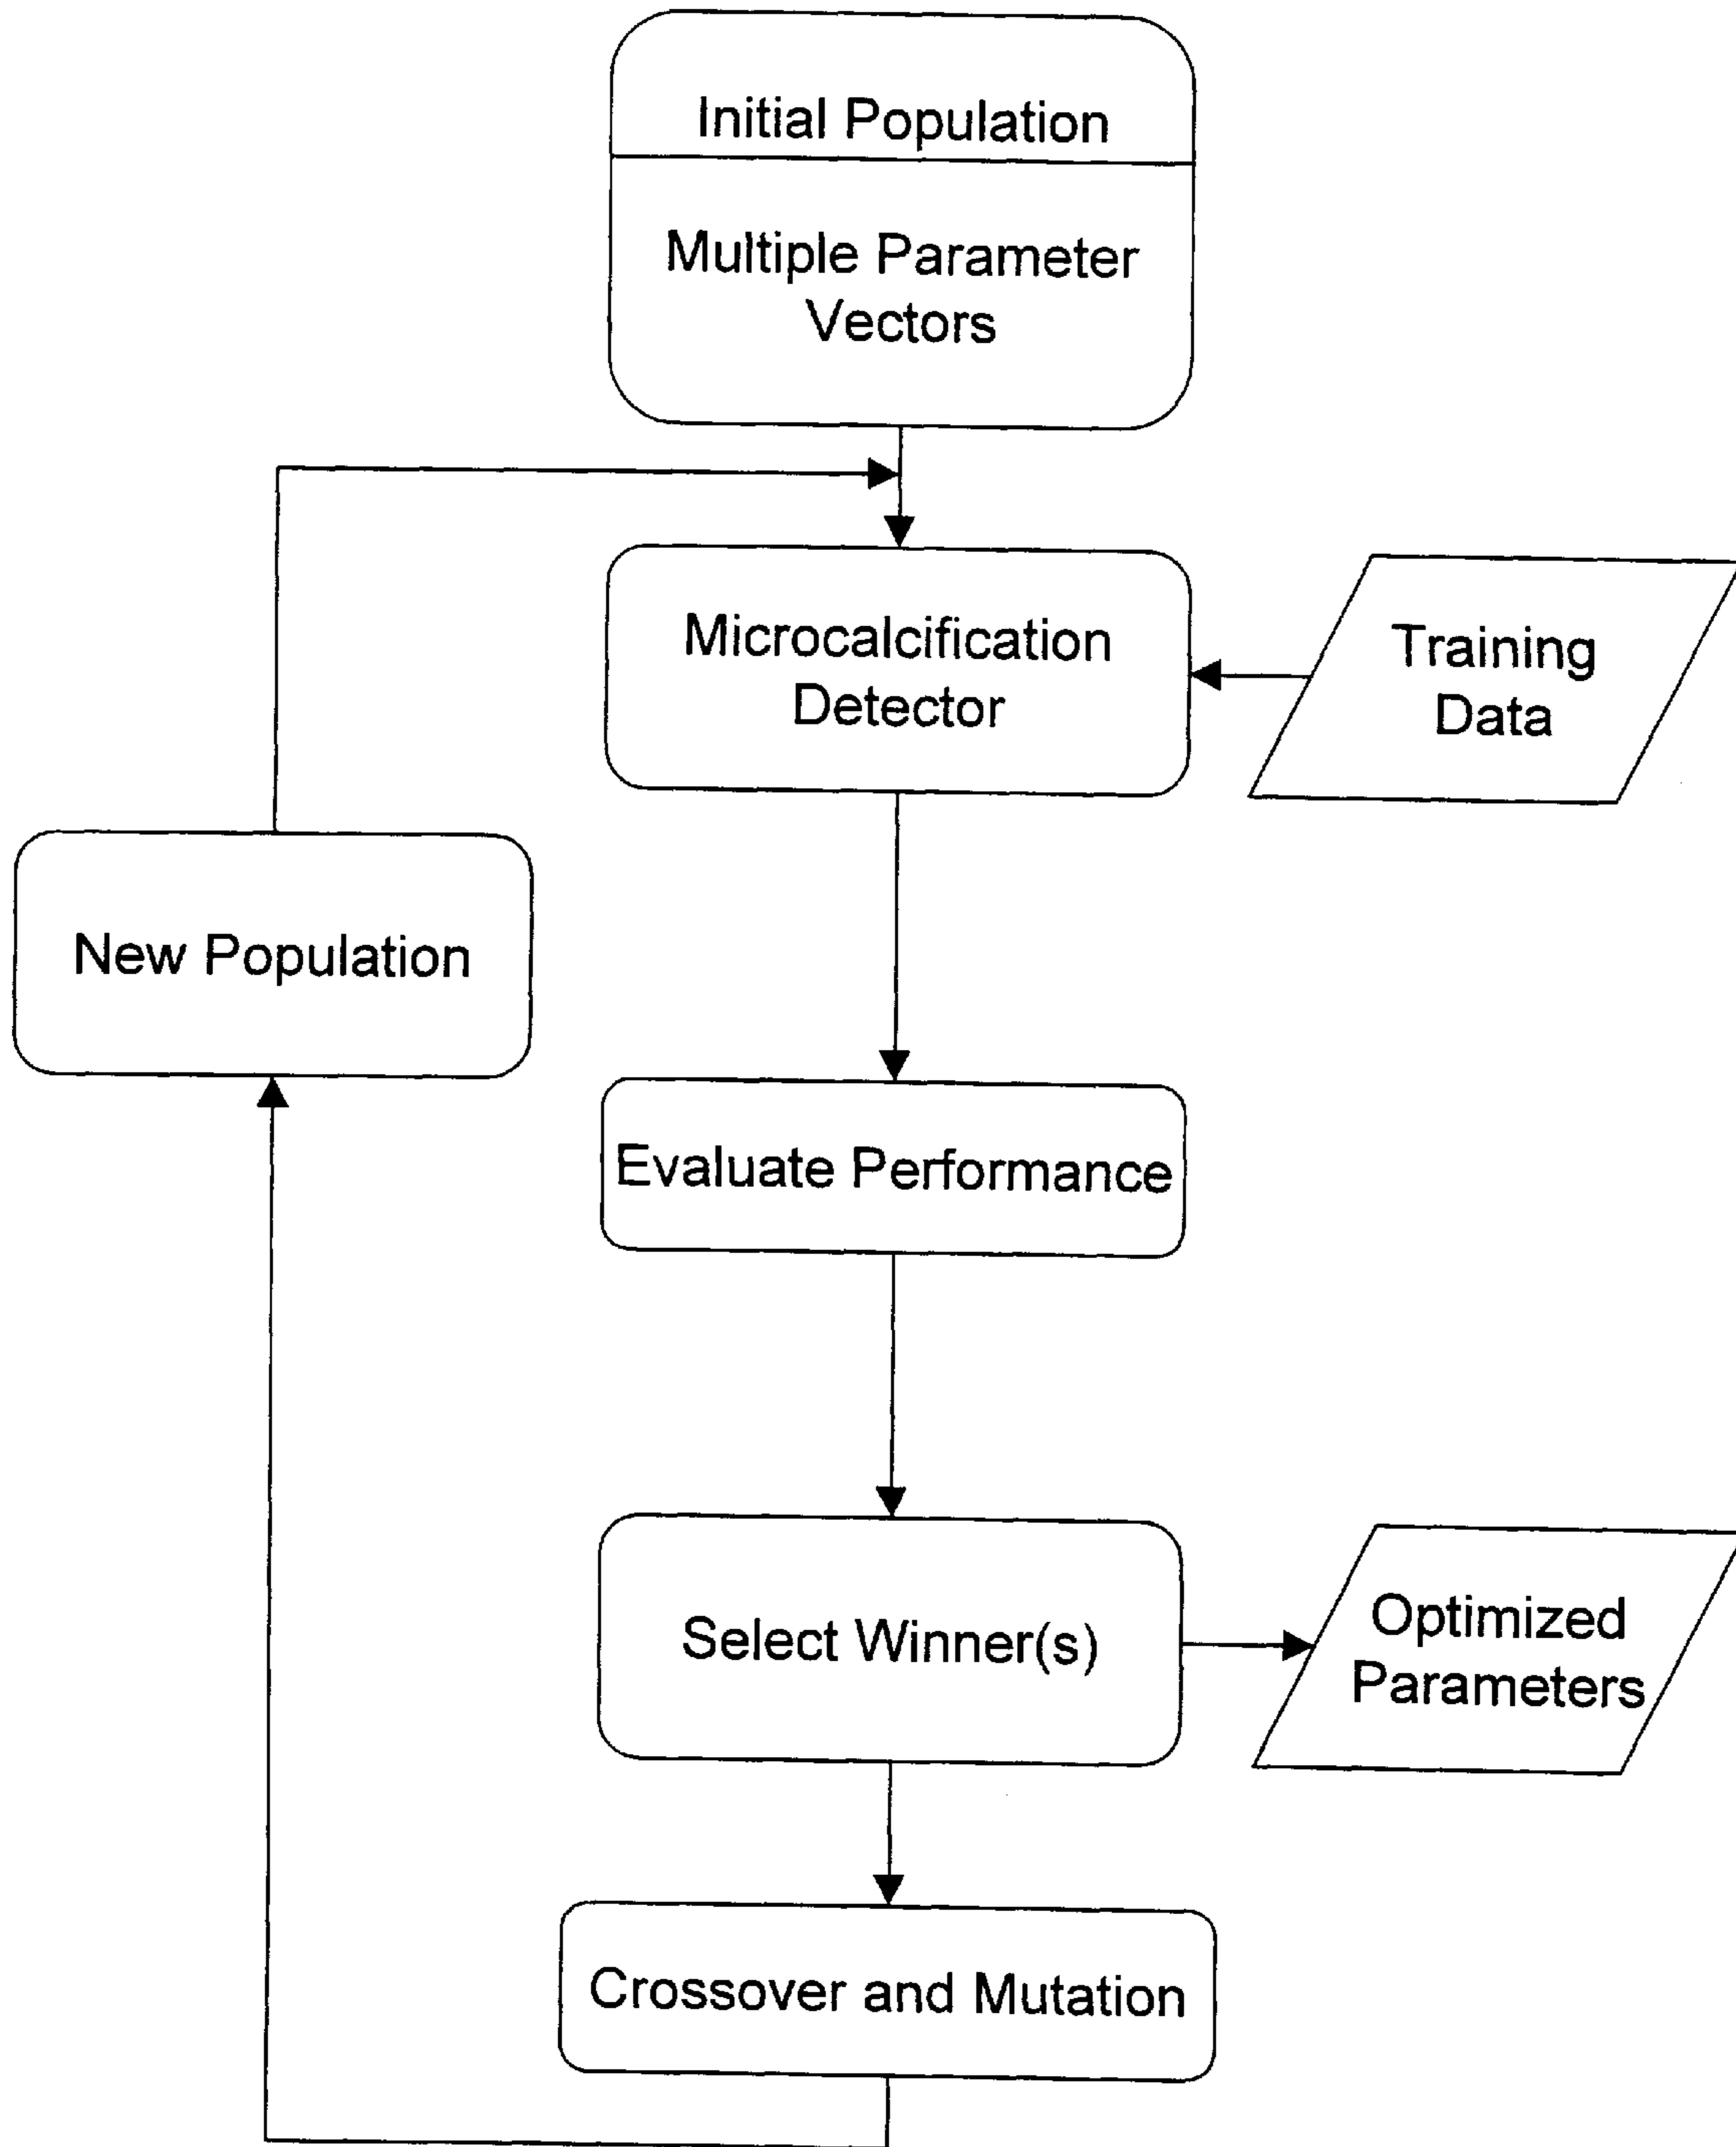 Initial Population
Multiple Parameter
Vectors
Microcalcification
Detector
Training
Data
New Population
Evaluate Performance
Select Winner(s)
Optimized
Parameters
Crossover and Mutation